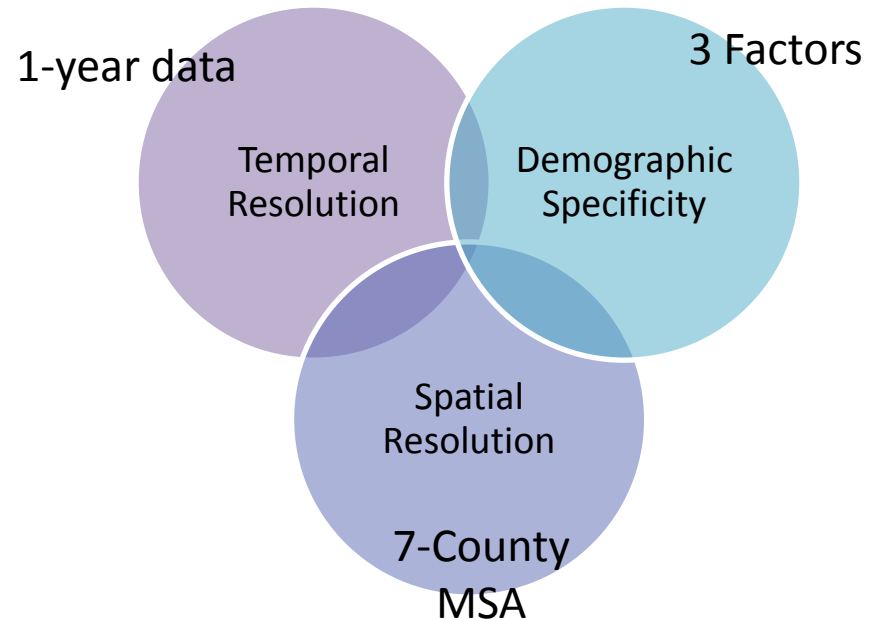 1-year data
3 Factors
Temporal
Resolution
Demographic
Specificity
Spatial
Resolution
7-County
MSA